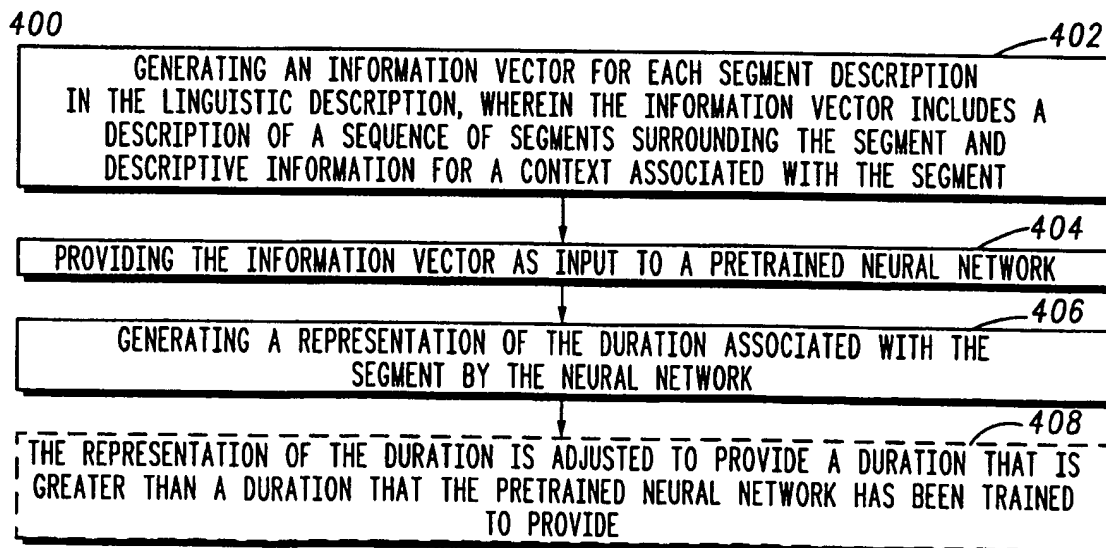 400
402
GENERATING AN INFORMATION VECTOR FOR EACH SEGMENT DESCRIPTION
IN THE LINGUISTIC DESCRIPTION, WHEREIN THE INFORMATION VECTOR INCLUDES A
DESCRIPTION OF A SEQUENCE OF SEGMENTS SURROUNDING THE SEGMENT AND
DESCRIPTIVE INFORMATION FOR A CONTEXT ASSOCIATED WITH THE SEGMENT
404
PROVIDING THE INFORMATION VECTOR AS INPUT TO A PRETRAINED NEURAL NETWORK
406
GENERATING A REPRESENTATION OF THE DURATION ASSOCIATED WITH THE
SEGMENT BY THE NEURAL NETWORK
408
THE REPRESENTATION OF THE DURATION IS ADJUSTED TO PROVIDE A DURATION THAT IS
GREATER THAN A DURATION THAT THE PRETRAINED NEURAL NETWORK HAS BEEN TRAINED
TO PROVIDE